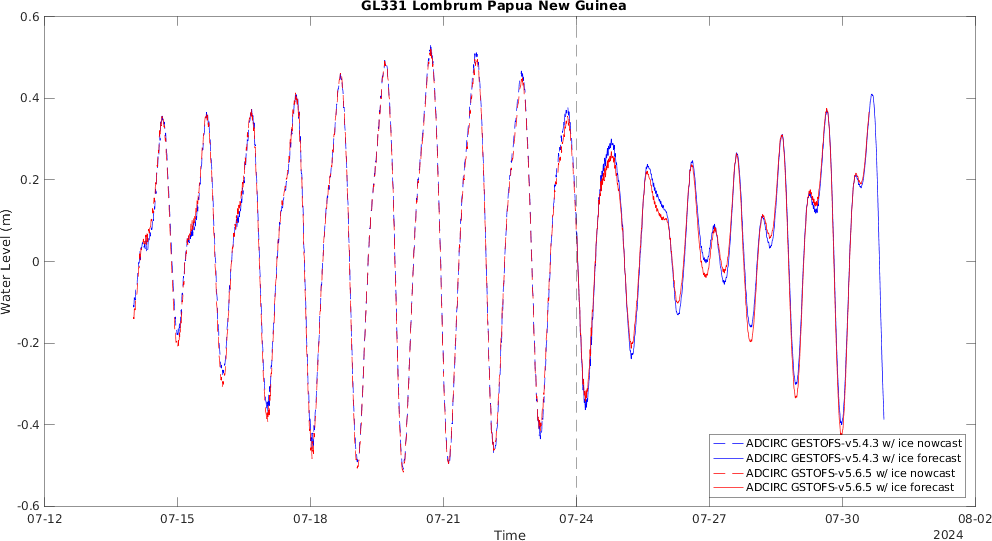 GL331 Lombrum Papua New Guinea
0.6
0.4
0.2
0
-0.2
-0.4
-0.6
Water Level (m)
07-12
07-15
07-18
07-21
07-24
07-27
07-30
08-02
Time
2024
ADCIRC GESTOFS-v5.4.3 w/ ice nowcast
ADCIRC GESTOFS-v5.4.3 w/ ice forecast
ADCIRC GSTOFS-v5.6.5 w/ ice nowcast
ADCIRC GSTOFS-v5.6.5 w/ ice forecast